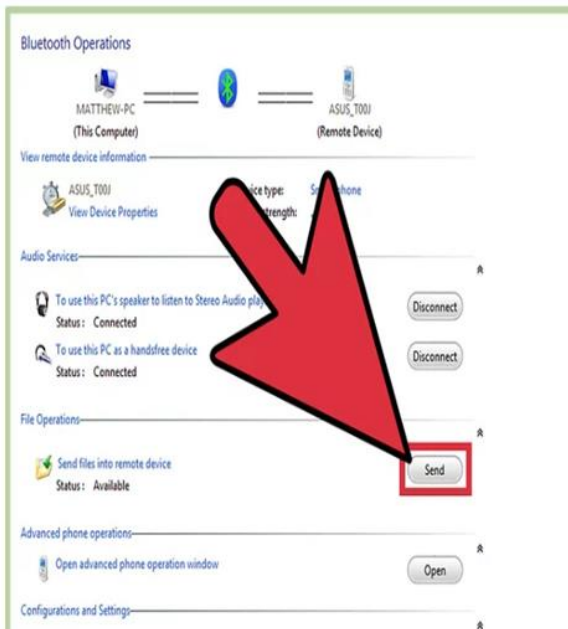 Bluetooth Operations
MATTHEW-PC
(This Computer)
ASUS_T00J
(Remote Device)
View remote device information
ASUS_T00J
View Device Properties
Audio Services
To use this PC's speaker to listen to Stereo Audio
Status : Connected
Disconnect
To use this PC as a handsfree device
Status : Connected
Disconnect
File Operations
Send files into remote device
Status : Available
Send
Advanced phone operations
Open advanced phone operation window
Open
Configurations and Settings